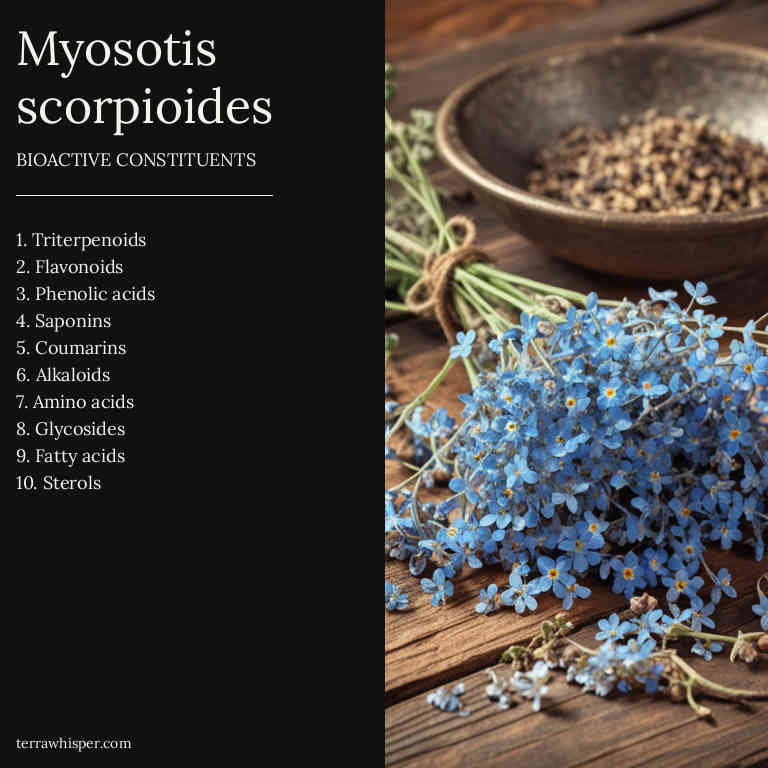 Myosotis
scorpioides
BIOACTIVE CONSTITUENTS
1. Triterpenoids
2. Flavonoids
3. Phenolic acids
4. Saponins
5. Coumarins
6. Alkaloids
7. Amino acids
8. Glycosides
9. Fatty acids
10. Sterols
terrawhisper.com